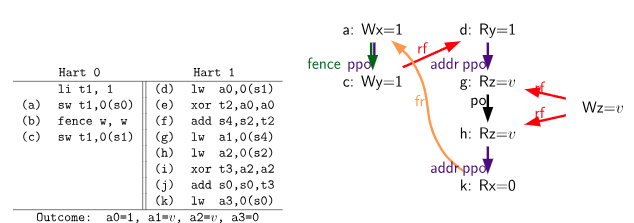 Hart 0 Hart 1
li t1, 1 (d) lw a0,0(s1)
(a) sw t1,0(s0) (e) xor t2,a0,a0
(b) fence w, w (f) add s4,s2,t2
(c) sw t1,0(s1) (g) lw a1,0(s4)
(h) lw a2,0(s2)
(i) xor t3,a2,a2
(j) add s0,s0,t3
(k) lw a3,0(s0)
Outcome: a0=1, a1=v, a2=v, a3=0
a: Wx=1 d: Ry=1
rf
fence ppo addr ppo
c: Wy=1 g: Rz=v
rf
fr po Wz=v
rf
h: Rz=v
addr ppo
k: Rx=0